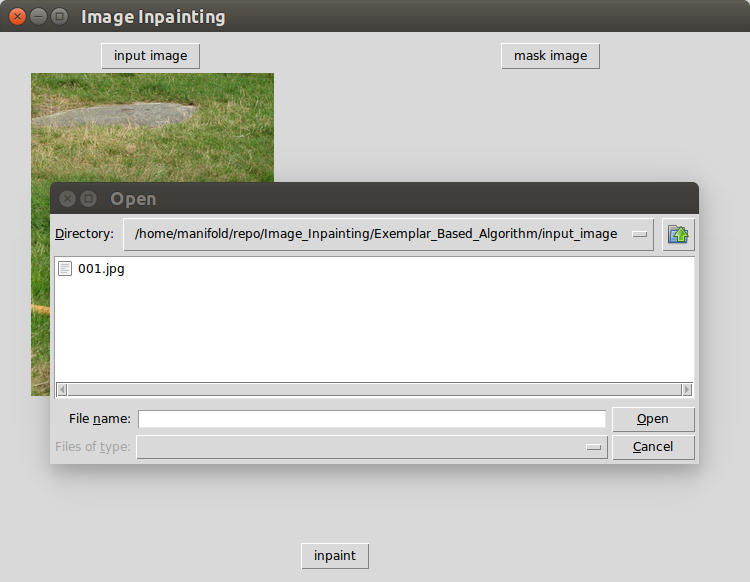 Image Inpainting
input image
mask image
Open
Directory: /home/manifold/repo/Image_Inpainting/Exemplar_Based_Algorithm/input_image
001.jpg
File name: Open
Files of type: Cancel
inpaint